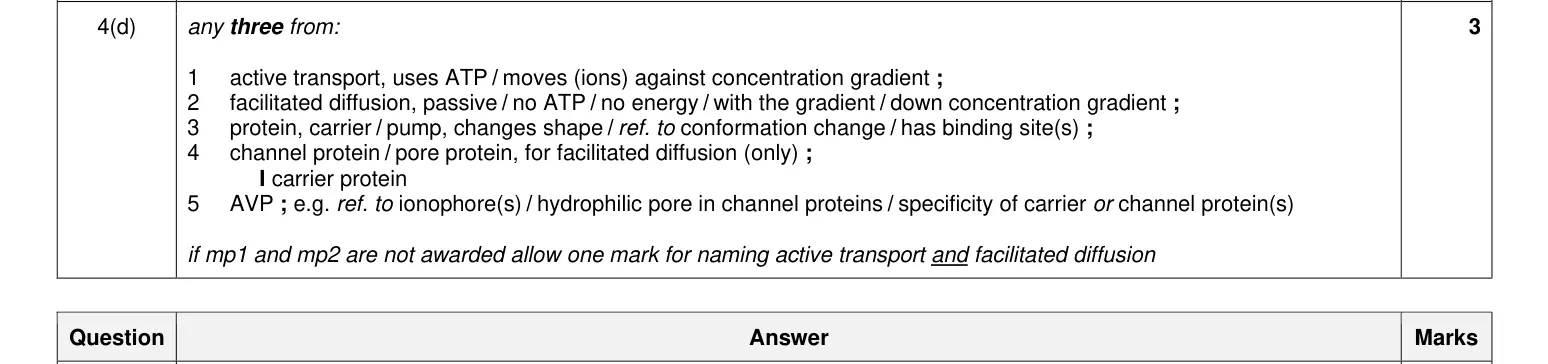 4(d) any three from: 3
1 active transport, uses ATP / moves (ions) against concentration gradient ;
2 facilitated diffusion, passive / no ATP / no energy / with the gradient / down concentration gradient ;
3 protein, carrier / pump, changes shape / ref. to conformation change / has binding site(s) ;
4 channel protein / pore protein, for facilitated diffusion (only) ;
I carrier protein
5 AVP ; e.g. ref. to ionophore(s) / hydrophilic pore in channel proteins / specificity of carrier or channel protein(s)
if mp1 and mp2 are not awarded allow one mark for naming active transport and facilitated diffusion
Question Answer Marks